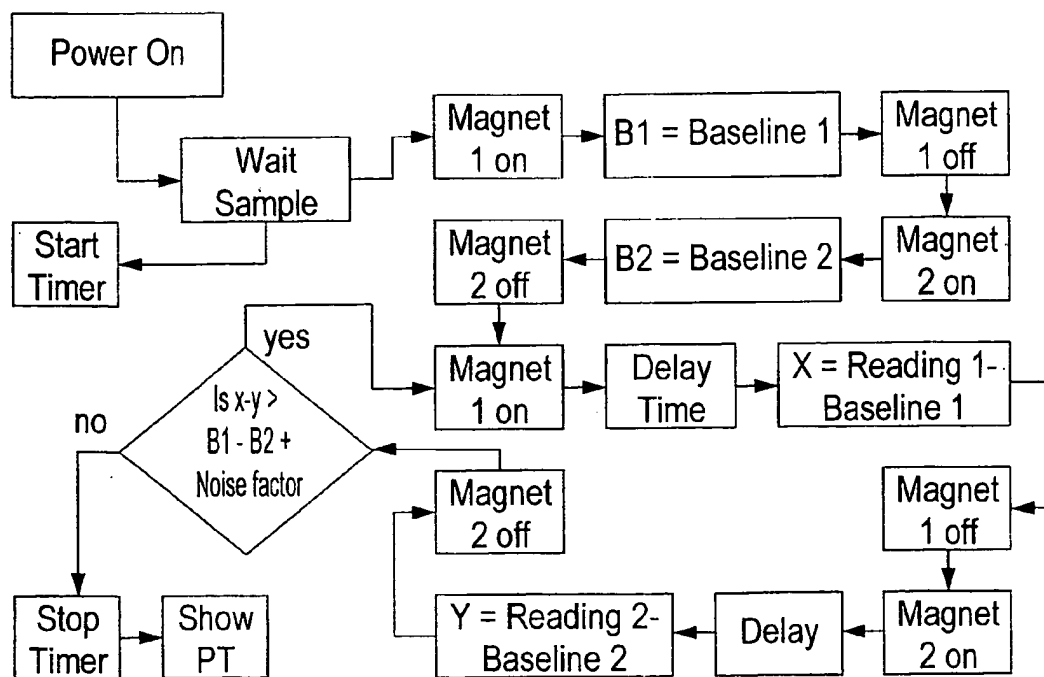 Power On
Wait
Sample
Start
Timer
Magnet
1 on
B1 = Baseline 1
Magnet
1 off
Magnet
2 on
B2 = Baseline 2
Magnet
2 off
Magnet
1 on
Delay
Time
X = Reading 1-
Baseline 1
Magnet
1 off
Magnet
2 on
Delay
Y = Reading 2-
Baseline 2
Magnet
2 off
Is x-y >
B1 - B2 +
Noise factor
yes
no
Stop
Timer
Show
PT